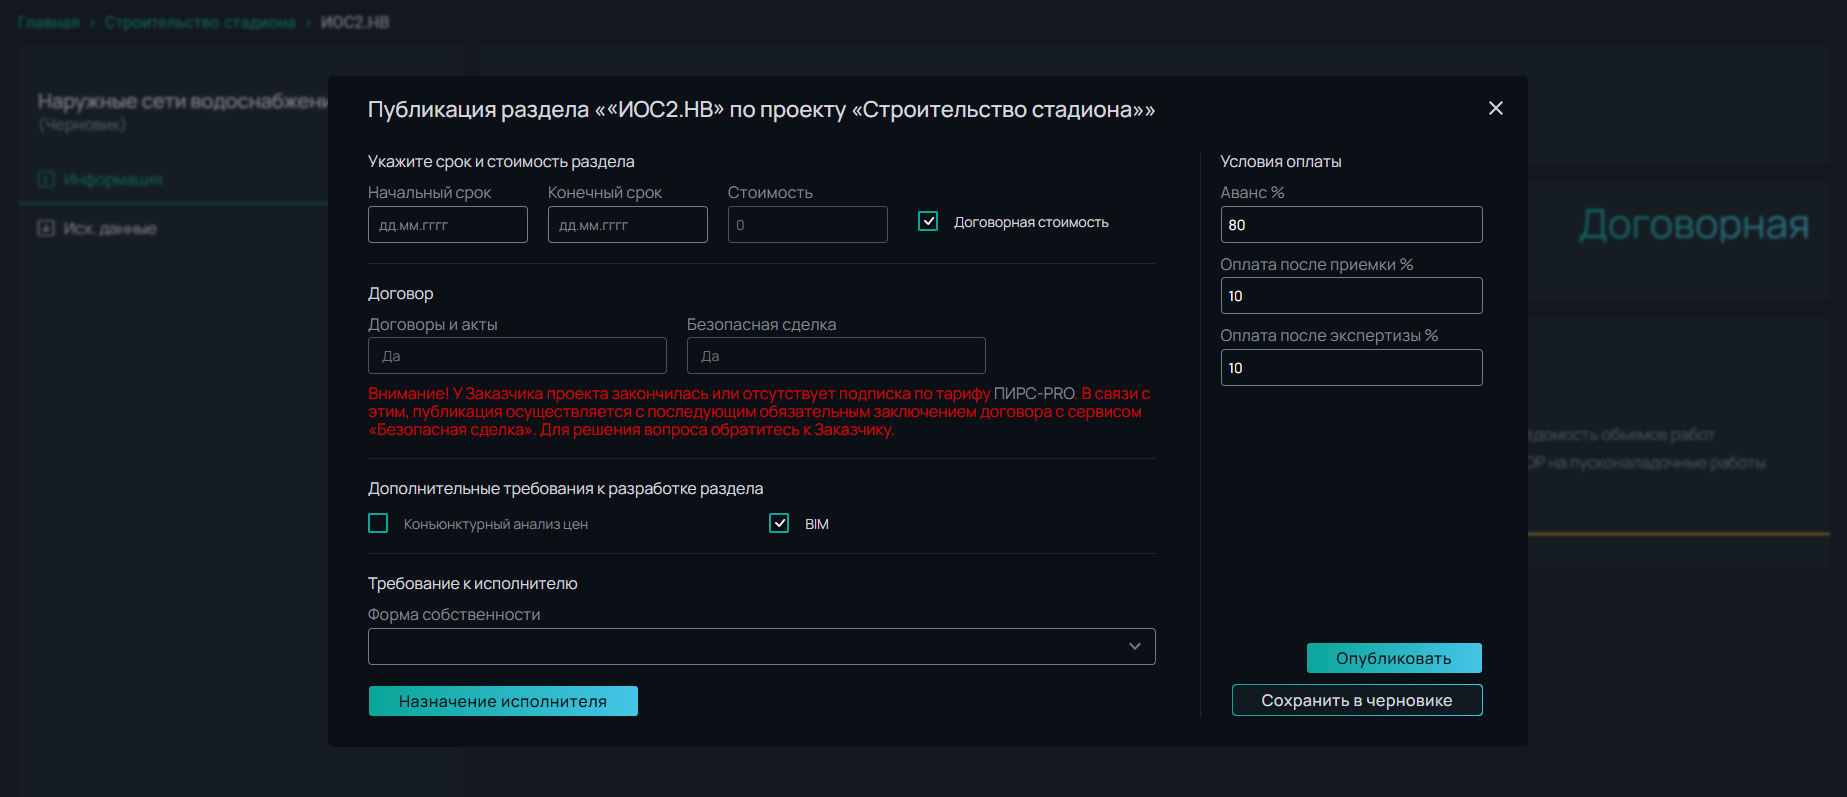 Главная › Строительство стадиона › ИОС2.НВ
Наружные сети водоснабжени
(Черновик)
Информация
Исх. данные
Договорная
едомость объемов работ
ОР на пусконаладочные работы
Публикация раздела ««ИОС2.НВ» по проекту «Строительство стадиона»»
Укажите срок и стоимость раздела
Начальный срок Конечный срок Стоимость
дд.мм.гггг дд.мм.гггг 0 Договорная стоимость
Договор
Договоры и акты Безопасная сделка
Да Да
Внимание! У Заказчика проекта закончилась или отсутствует подписка по тарифу ПИРС-PRO. В связи с
этим, публикация осуществляется с последующим обязательным заключением договора с сервисом
«Безопасная сделка». Для решения вопроса обратитесь к Заказчику.
Дополнительные требования к разработке раздела
Конъюнктурный анализ цен BIM
Требование к исполнителю
Форма собственности
Назначение исполнителя
Условия оплаты
Аванс %
80
Оплата после приемки %
10
Оплата после экспертизы %
10
Опубликовать
Сохранить в черновике